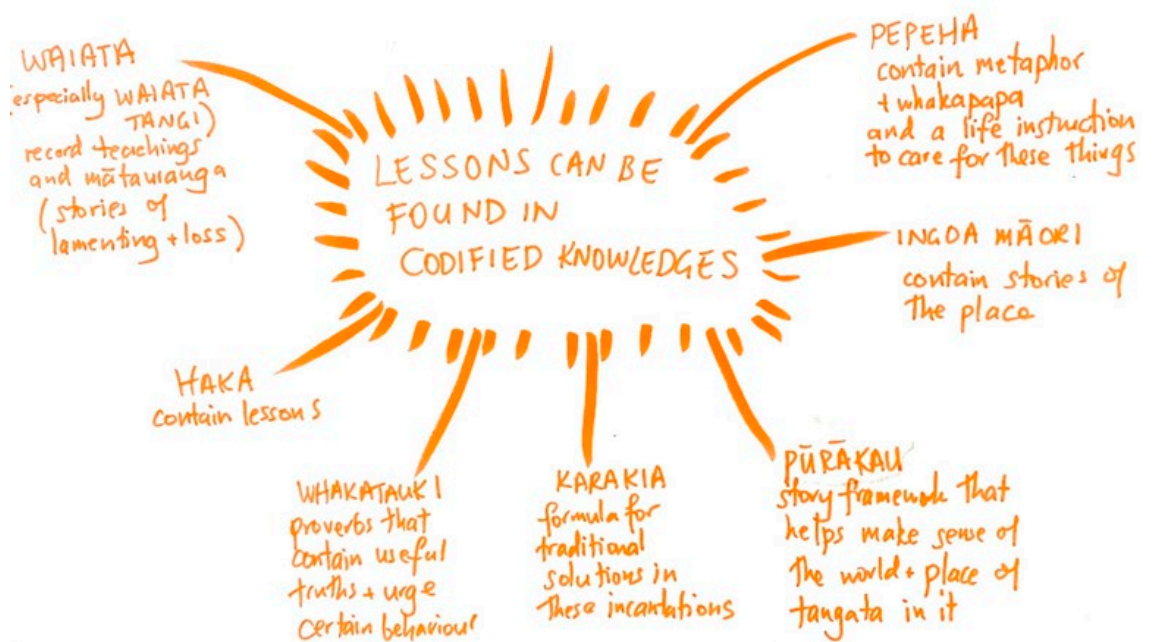 LESSONS CAN BE
FOUND IN
CODIFIED KNOWLEDGES
WAIATA
(especially WAIATA
TANGI)
record teachings
and mātauranga
(stories of
lamenting + loss)
PEPEHA
contain metaphor
+ whakapapa
and a life instruction
to care for these things
INGOA MĀORI
contain stories of
the place
PŪRĀKAU
story framework that
helps make sense of
the world + place of
tangata in it
KARAKIA
formula for
traditional
solutions in
these incantations
WHAKATAUKI
proverbs that
contain useful
truths + urge
certain behaviour
HAKA
contain lessons